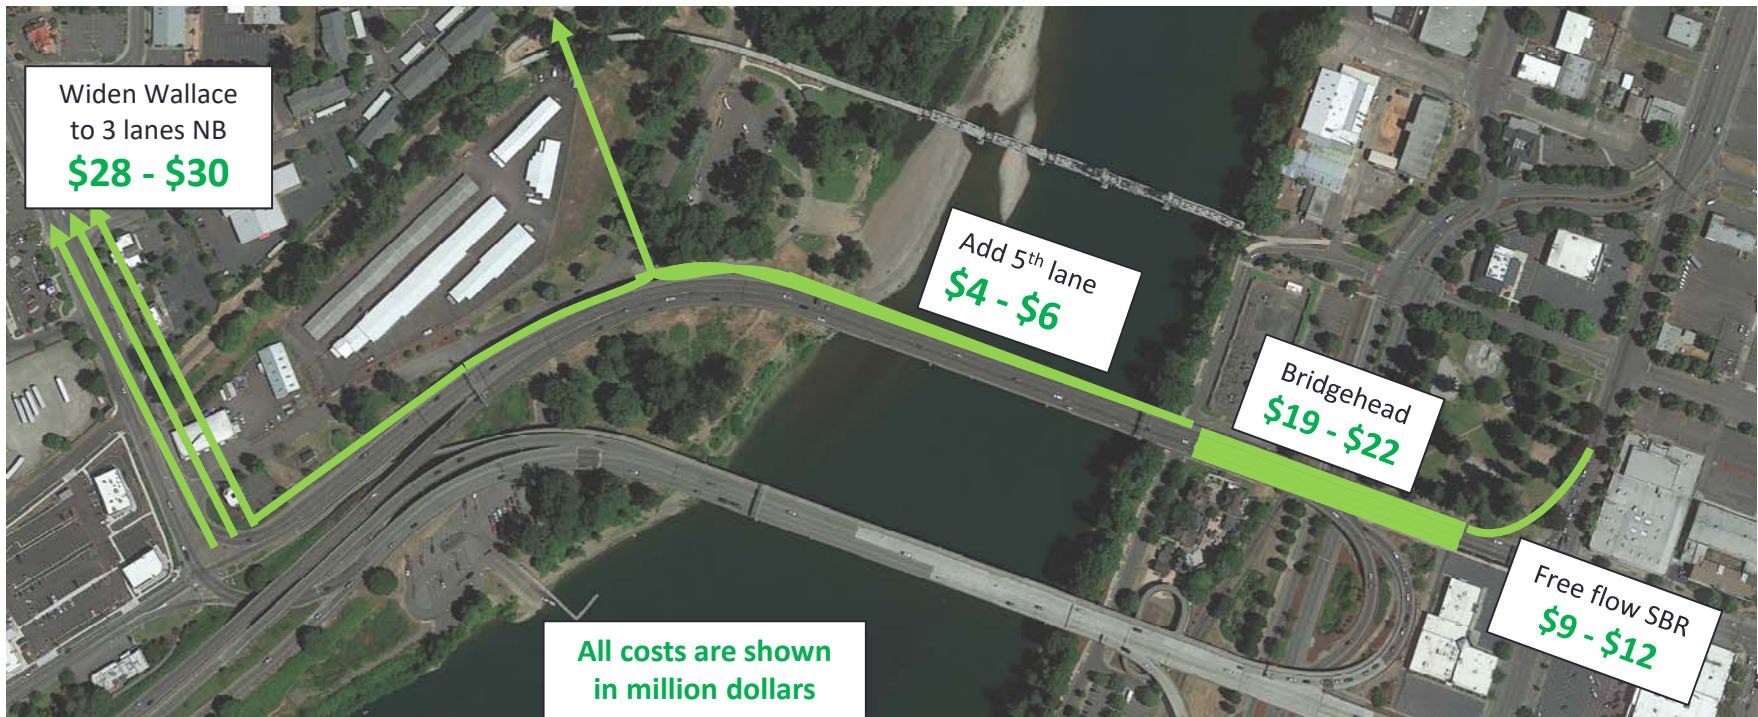 Widen Wallace
to 3 lanes NB
$28 - $30
Add 5th lane
$4 - $6
Bridgehead
$19 - $22
Free flow SBR
$9 - $12
All costs are shown
in million dollars